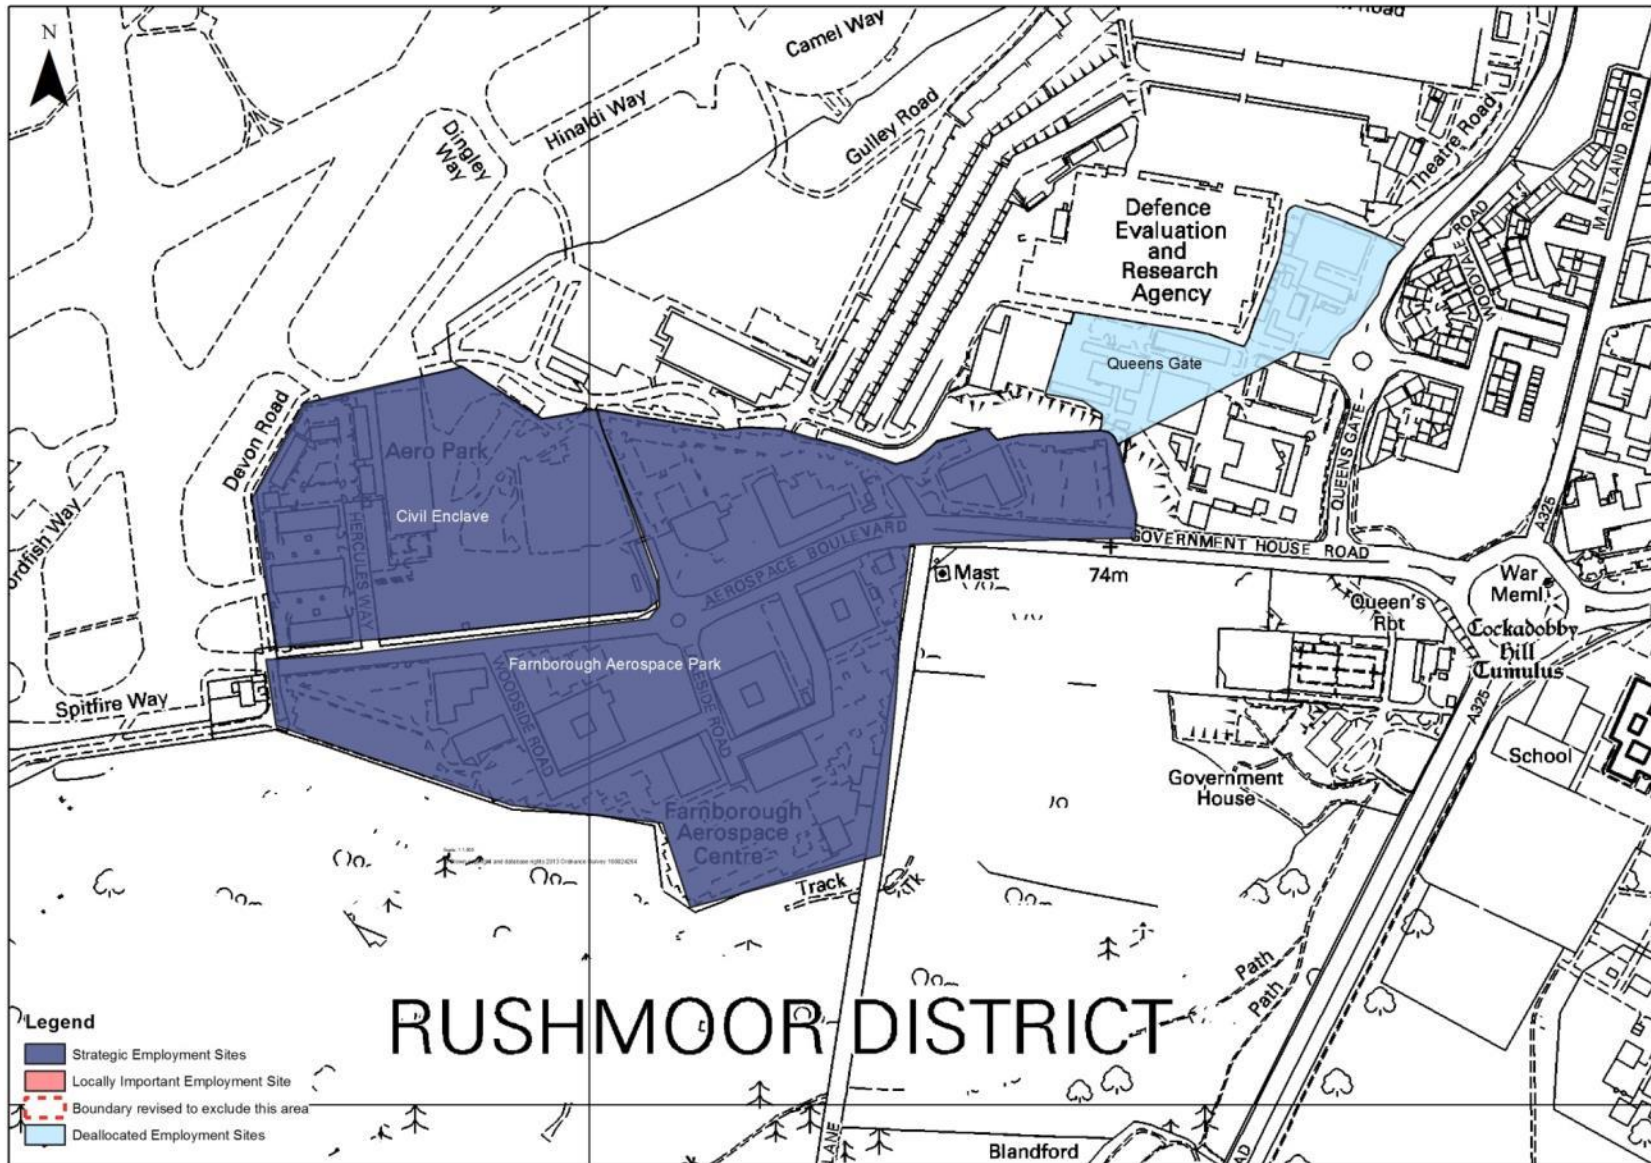 N
Camel Way
Road
Hinaldi Way
Dingley
Way
Gulley Road
Theatre Road
MAITLAND ROAD
WOODVALE ROAD
Defence
Evaluation
and
Research
Agency
Queens Gate
Devon Road
Aero Park
Civil Enclave
HERCULES WAY
QUEENS GATE
A325
AEROSPACE BOULEVARD
GOVERNMENT HOUSE ROAD
Mast
74m
War
Meml.
Queen's
Rbt
Cockadobby
Hill
Tumulus
Farnborough Aerospace Park
Spitfire Way
WOODSIDE ROAD
A325
School
Government
House
Farnborough
Aerospace
Centre
Track
Path
Path
RUSHMOOR DISTRICT
Legend
Strategic Employment Sites
Locally Important Employment Site
Boundary revised to exclude this area
Deallocated Employment Sites
LANE
Blandford